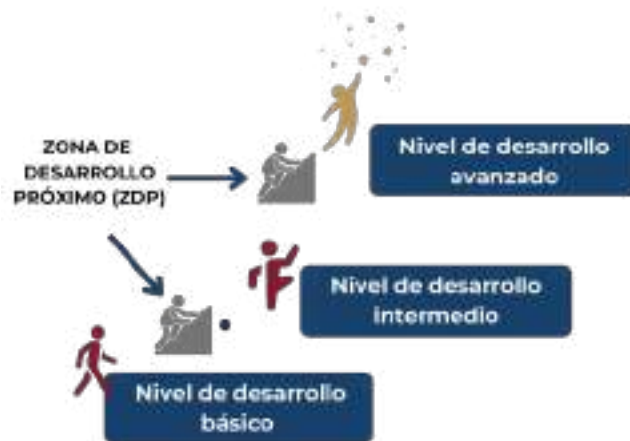 ZONA DE
DESARROLLO
PRÓXIMO (ZDP)
Nivel de desarrollo
avanzado
Nivel de desarrollo
intermedio
Nivel de desarrollo
básico